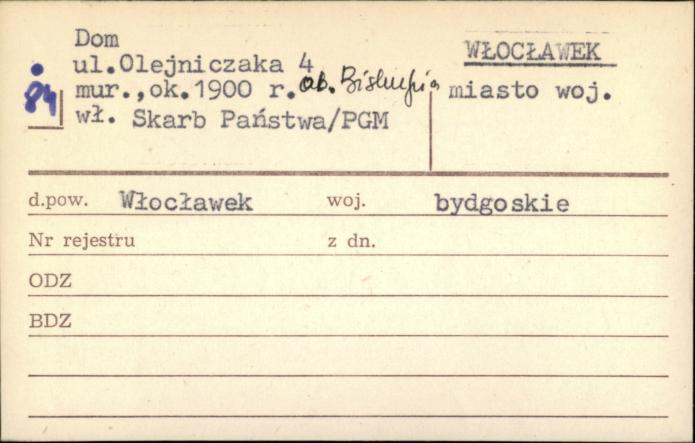 Dom
ul.Olejniczaka 4
84
mur.,ok.1900 r. ob. Biskupia
wł. Skarb Państwa/PGM
WŁOCŁAWEK
miasto woj.
d.pow. Włocławek woj. bydgoskie
Nr rejestru z dn.
ODZ
BDZ